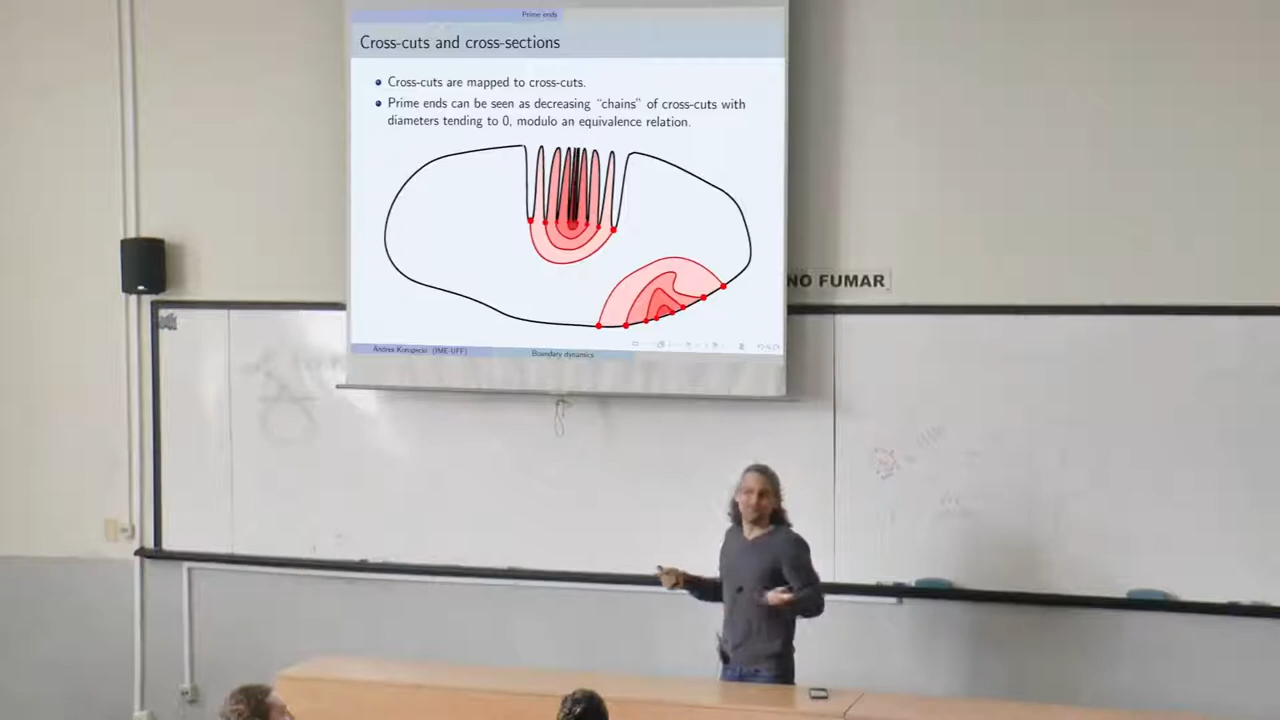 Prime ends
Cross-cuts and cross-sections
Cross-cuts are mapped to cross-cuts.
Prime ends can be seen as decreasing “chains” of cross-cuts with
diameters tending to 0, modulo an equivalence relation.
NO FUMAR
Andres Koropecki (IME-UFF)
Boundary dynamics